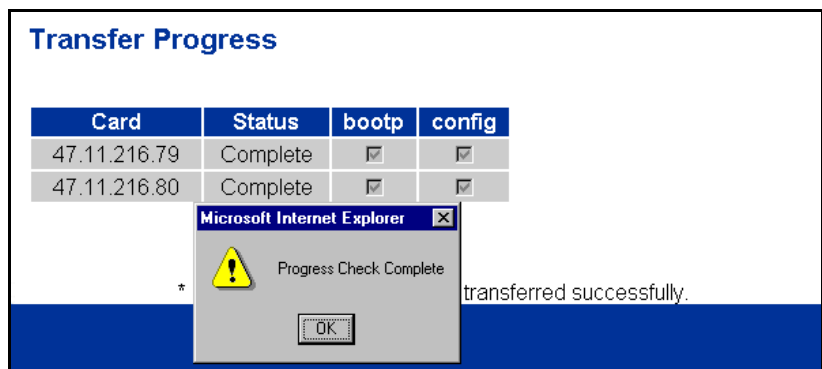 Transfer Progress
Card Status bootp config
47.11.216.79 Complete
47.11.216.80 Complete
Microsoft Internet Explorer
Progress Check Complete
* transferred successfully.
OK